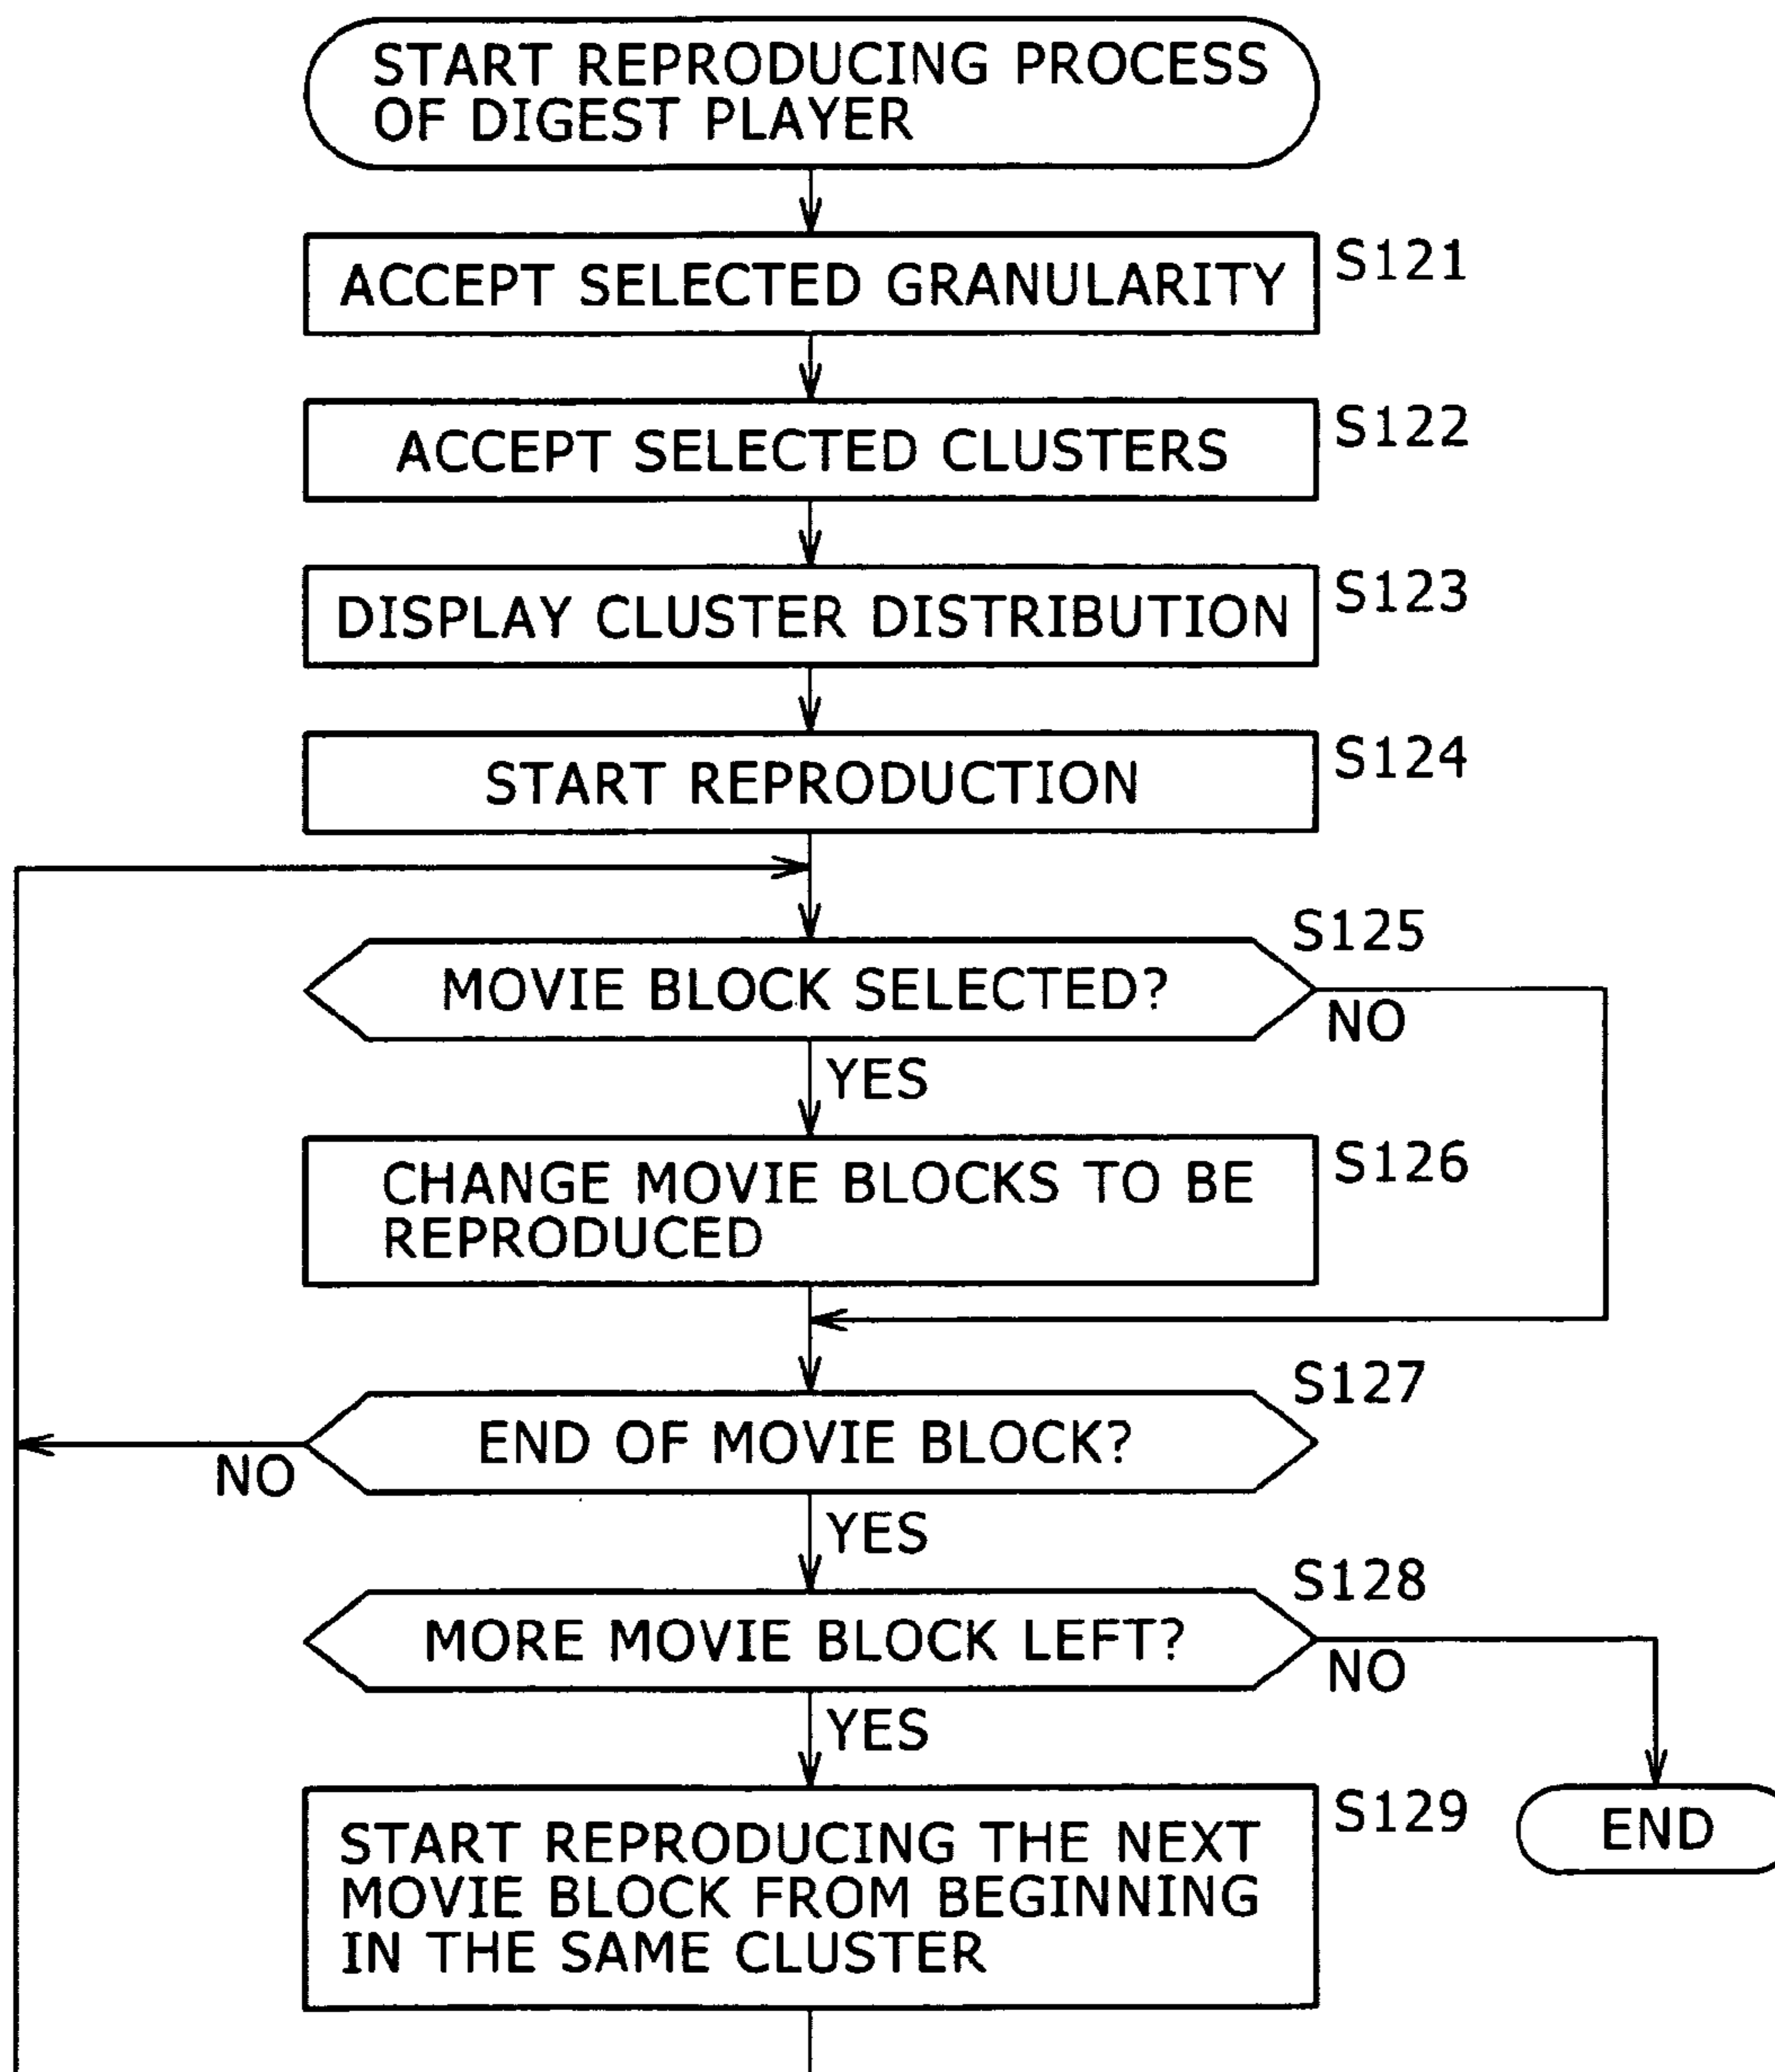 START REPRODUCING PROCESS
OF DIGEST PLAYER
ACCEPT SELECTED GRANULARITY
S121
ACCEPT SELECTED CLUSTERS
S122
DISPLAY CLUSTER DISTRIBUTION
S123
START REPRODUCTION
S124
S125
MOVIE BLOCK SELECTED?
NO
YES
CHANGE MOVIE BLOCKS TO BE
REPRODUCED
S126
S127
END OF MOVIE BLOCK?
NO
YES
S128
MORE MOVIE BLOCK LEFT?
NO
YES
START REPRODUCING THE NEXT
MOVIE BLOCK FROM BEGINNING
IN THE SAME CLUSTER
S129
END